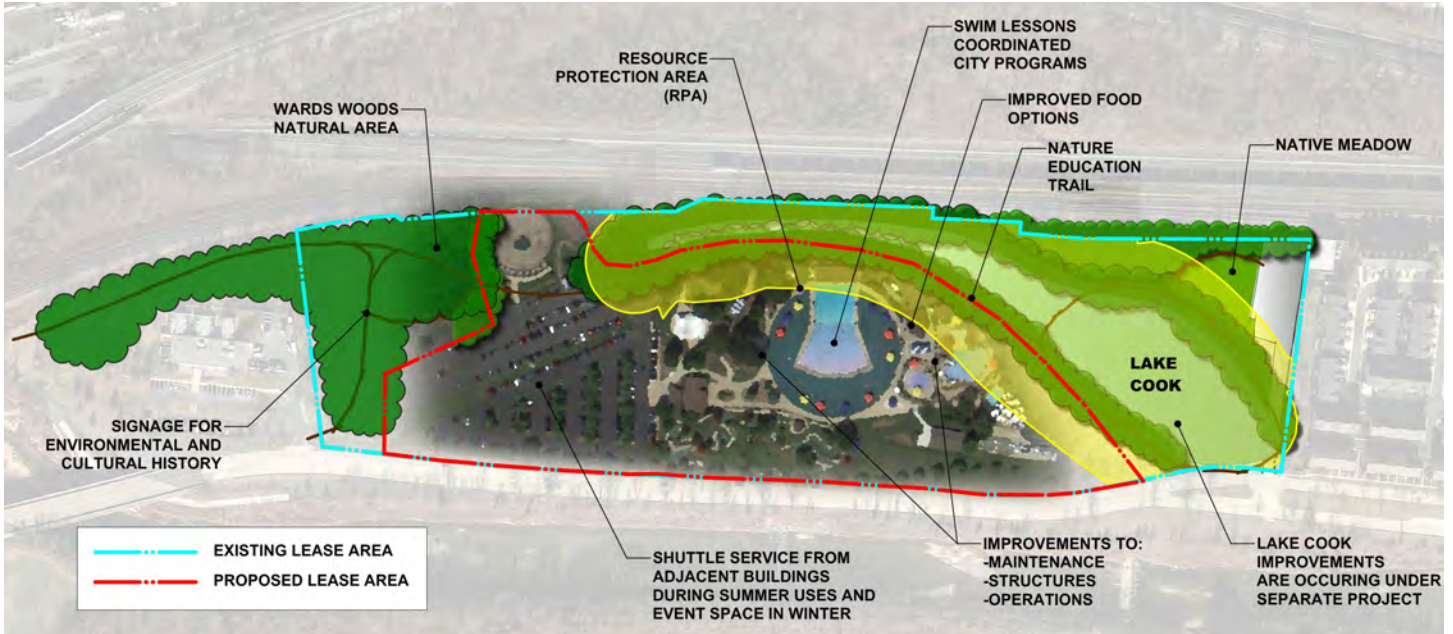 SWIM LESSONS
COORDINATED
CITY PROGRAMS
RESOURCE
PROTECTION AREA
(RPA)
WARDS WOODS
NATURAL AREA
IMPROVED FOOD
OPTIONS
NATURE
EDUCATION
TRAIL
NATIVE MEADOW
LAKE
COOK
SIGNAGE FOR
ENVIRONMENTAL AND
CULTURAL HISTORY
EXISTING LEASE AREA
PROPOSED LEASE AREA
SHUTTLE SERVICE FROM
ADJACENT BUILDINGS
DURING SUMMER USES AND
EVENT SPACE IN WINTER
IMPROVEMENTS TO:
-MAINTENANCE
-STRUCTURES
-OPERATIONS
LAKE COOK
IMPROVEMENTS
ARE OCCURING UNDER
SEPARATE PROJECT